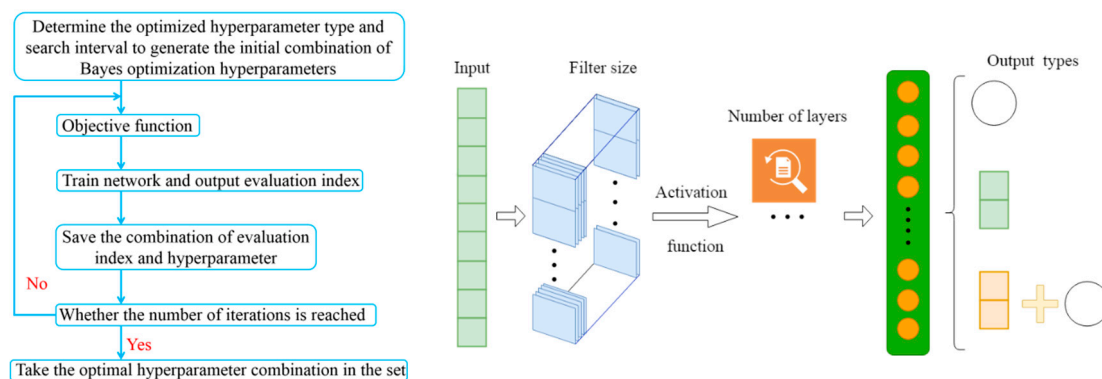 Determine the optimized hyperparameter type and
search interval to generate the initial combination of
Bayes optimization hyperparameters
Objective function
Train network and output evaluation index
Save the combination of evaluation
index and hyperparameter
No
Whether the number of iterations is reached
Yes
Take the optimal hyperparameter combination in the set
Input
Filter size
Activation
function
Number of layers
Output types